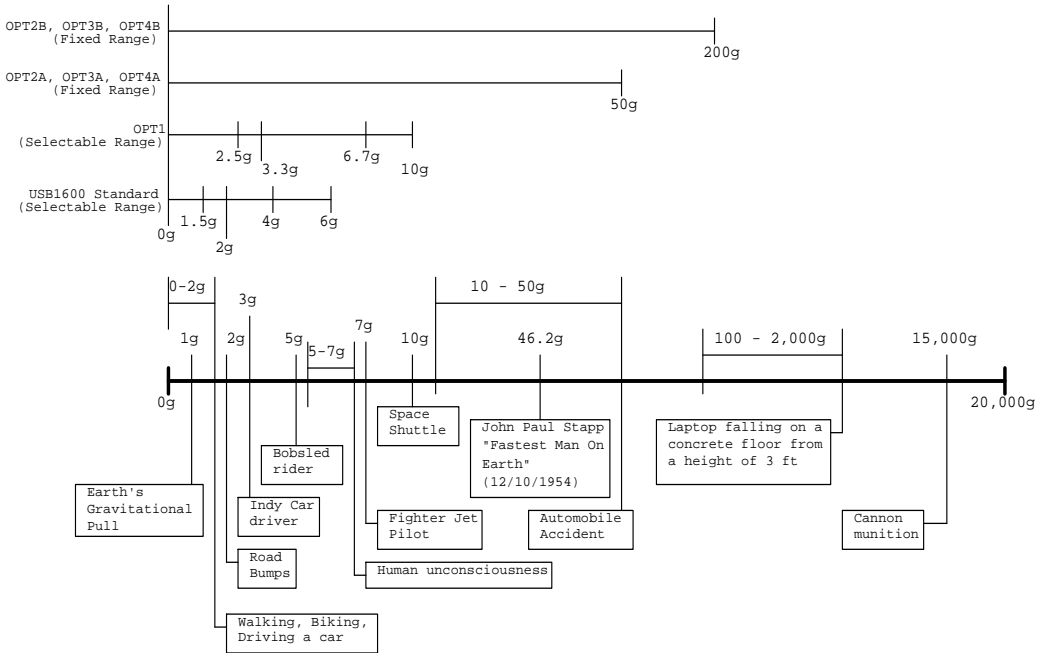 OPT2B, OPT3B, OPT4B
(Fixed Range)
200g
OPT2A, OPT3A, OPT4A
(Fixed Range)
50g
OPT1
(Selectable Range)
2.5g
3.3g
6.7g
10g
USB1600 Standard
(Selectable Range)
0g
1.5g
2g
4g
6g
0-2g
3g
10 - 50g
1g
2g
5g
5-7g
7g
10g
46.2g
100 - 2,000g
15,000g
0g
20,000g
Space
Shuttle
John Paul Stapp
"Fastest Man On
Earth"
(12/10/1954)
Laptop falling on a
concrete floor from
a height of 3 ft
Bobsled
rider
Earth's
Gravitational
Pull
Indy Car
driver
Fighter Jet
Pilot
Automobile
Accident
Cannon
munition
Road
Bumps
Human unconsciousness
Walking, Biking,
Driving a car